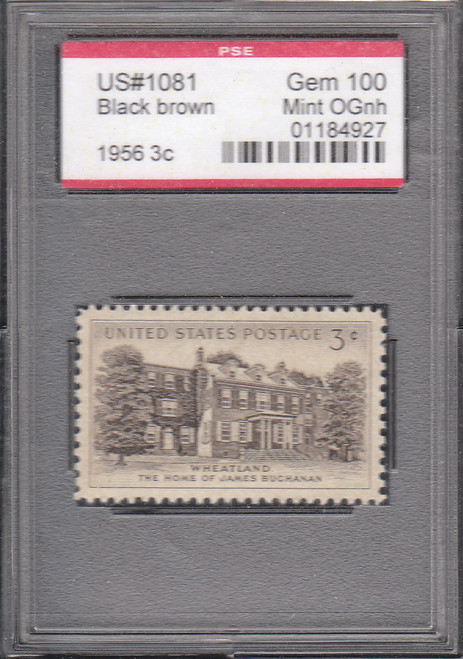 PSE
US#1081 Gem 100
Black brown Mint OGnh
01184927
1956 3c
UNITED STATES POSTAGE 3¢
WHEATLAND
THE HOME OF JAMES BUCHANAN